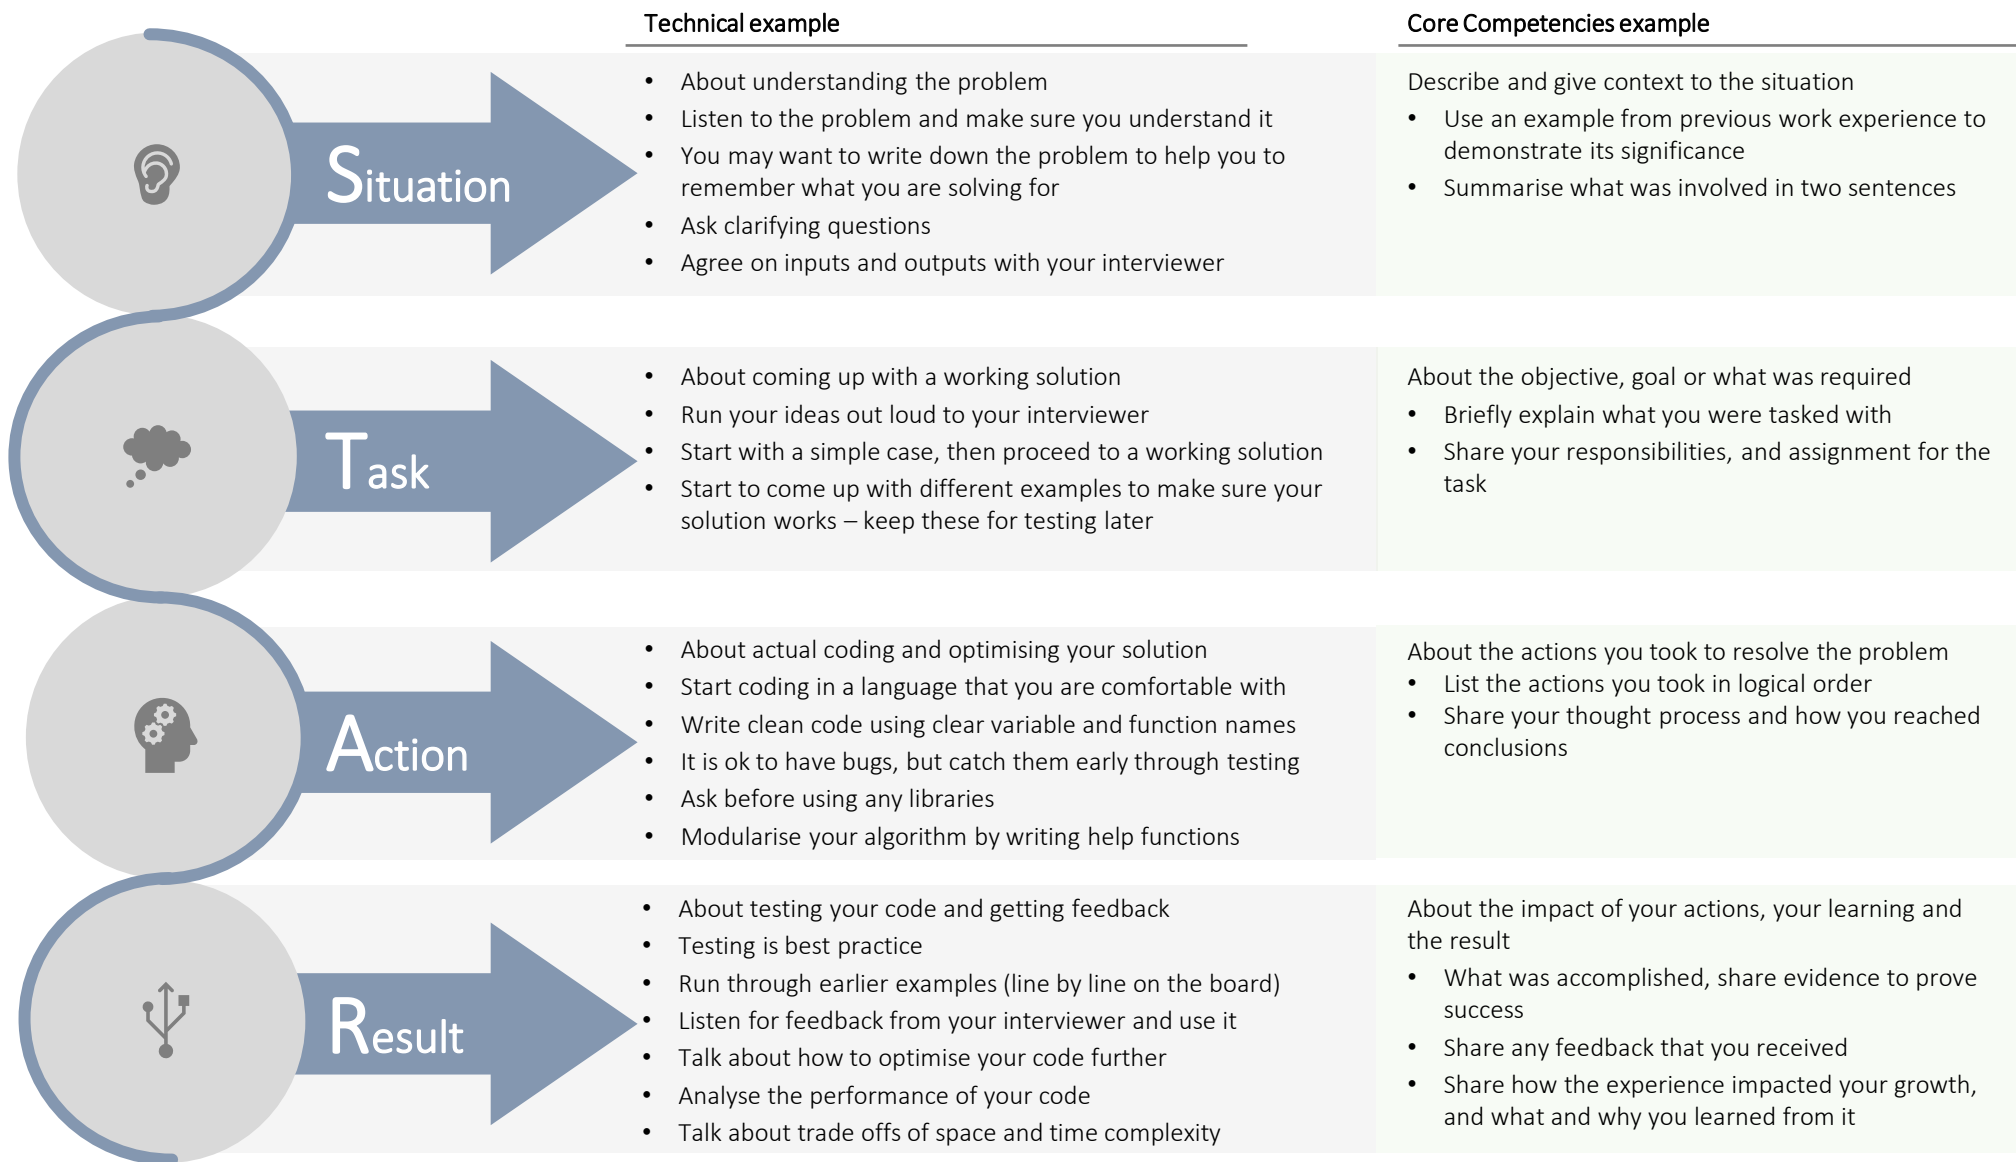 Technical example
Core Competencies example
Situation
• About understanding the problem
• Listen to the problem and make sure you understand it
• You may want to write down the problem to help you to
remember what you are solving for
• Ask clarifying questions
• Agree on inputs and outputs with your interviewer
Describe and give context to the situation
• Use an example from previous work experience to
demonstrate its significance
• Summarise what was involved in two sentences
Task
• About coming up with a working solution
• Run your ideas out loud to your interviewer
• Start with a simple case, then proceed to a working solution
• Start to come up with different examples to make sure your
solution works – keep these for testing later
About the objective, goal or what was required
• Briefly explain what you were tasked with
• Share your responsibilities, and assignment for the
task
Action
• About actual coding and optimising your solution
• Start coding in a language that you are comfortable with
• Write clean code using clear variable and function names
• It is ok to have bugs, but catch them early through testing
• Ask before using any libraries
• Modularise your algorithm by writing help functions
About the actions you took to resolve the problem
• List the actions you took in logical order
• Share your thought process and how you reached
conclusions
Result
• About testing your code and getting feedback
• Testing is best practice
• Run through earlier examples (line by line on the board)
• Listen for feedback from your interviewer and use it
• Talk about how to optimise your code further
• Analyse the performance of your code
• Talk about trade offs of space and time complexity
About the impact of your actions, your learning and
the result
• What was accomplished, share evidence to prove
success
• Share any feedback that you received
• Share how the experience impacted your growth,
and what and why you learned from it